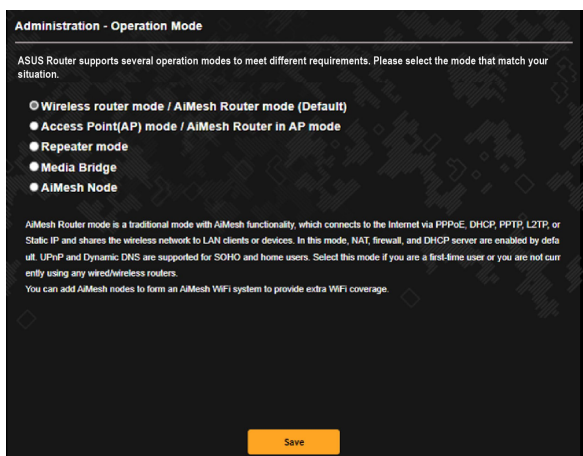 Administration - Operation Mode
ASUS Router supports several operation modes to meet different requirements. Please select the mode that match your
situation.
Wireless router mode / AiMesh Router mode (Default)
Access Point(AP) mode / AiMesh Router in AP mode
Repeater mode
Media Bridge
AiMesh Node
AiMesh Router mode is a traditional mode with AiMesh functionality, which connects to the Internet via PPPoE, DHCP, PPTP, L2TP, or
Static IP and shares the wireless network to LAN clients or devices. In this mode, NAT, firewall, and DHCP server are enabled by defa
ult. UPnP and Dynamic DNS are supported for SOHO and home users. Select this mode if you are a first-time user or you are not curr
ently using any wired/wireless routers.
You can add AiMesh nodes to form an AiMesh WiFi system to provide extra WiFi coverage.
Save